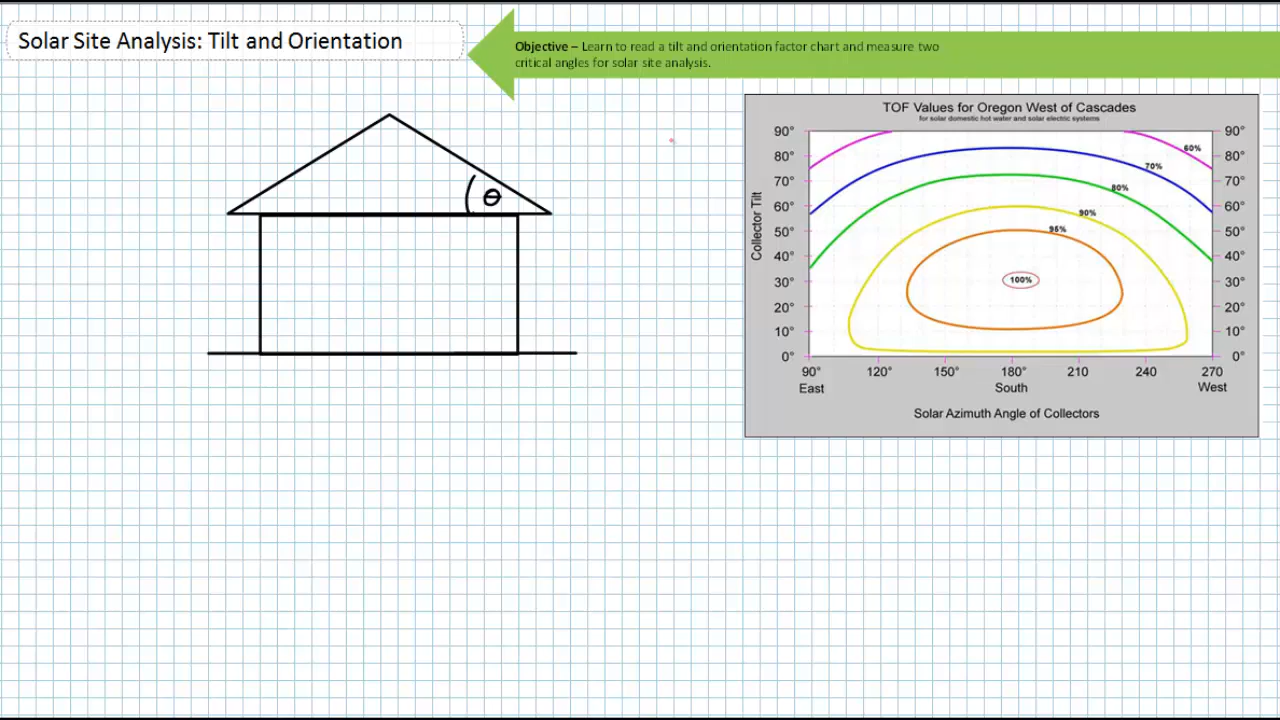 Solar Site Analysis: Tilt and Orientation
Objective – Learn to read a tilt and orientation factor chart and measure two
critical angles for solar site analysis.
θ
TOF Values for Oregon West of Cascades
for solar domestic hot water and solar electric systems
90° 90°
60%
80° 80°
70%
70° 70°
80%
60° 60°
90%
50° 50°
95%
40° 40°
30° 100% 30°
20° 20°
10° 10°
0° 0°
Collector Tilt
90° 120° 150° 180° 210 240 270
East South West
Solar Azimuth Angle of Collectors